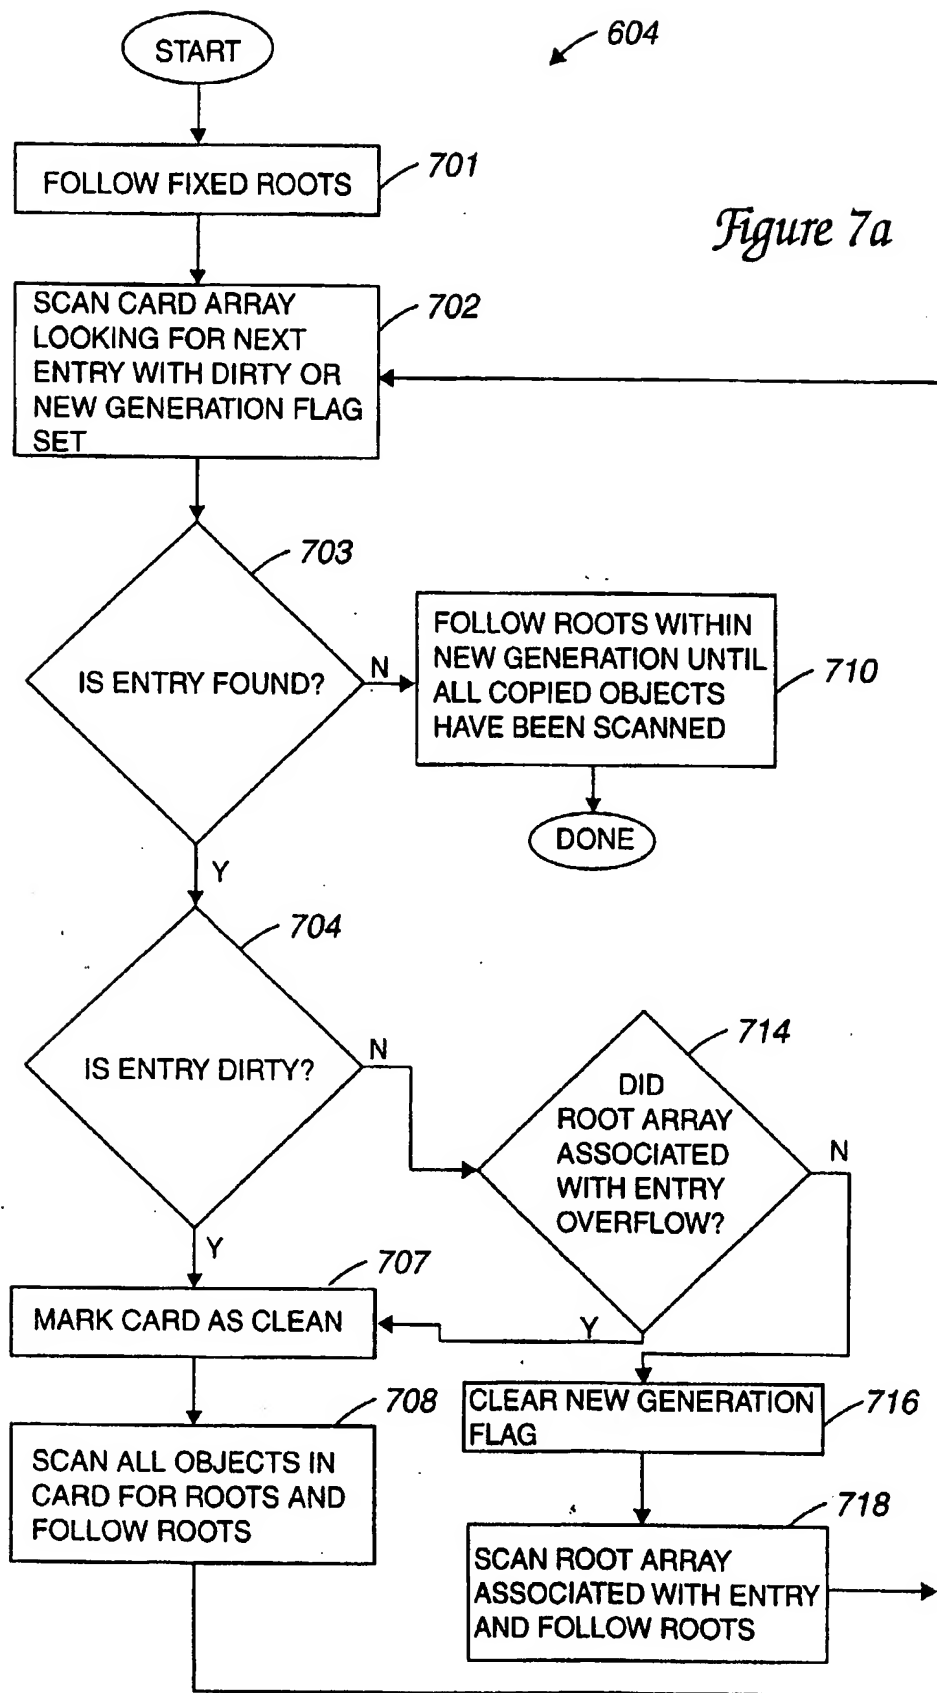 START
604
FOLLOW FIXED ROOTS
701
Figure 7a
SCAN CARD ARRAY
LOOKING FOR NEXT
ENTRY WITH DIRTY OR
NEW GENERATION FLAG
SET
702
703
IS ENTRY FOUND?
N
FOLLOW ROOTS WITHIN
NEW GENERATION UNTIL
ALL COPIED OBJECTS
HAVE BEEN SCANNED
710
DONE
Y
704
IS ENTRY DIRTY?
N
714
DID
ROOT ARRAY
ASSOCIATED
WITH ENTRY
OVERFLOW?
N
Y
Y
707
MARK CARD AS CLEAN
708
SCAN ALL OBJECTS IN
CARD FOR ROOTS AND
FOLLOW ROOTS
CLEAR NEW GENERATION
FLAG
716
718
SCAN ROOT ARRAY
ASSOCIATED WITH ENTRY
AND FOLLOW ROOTS